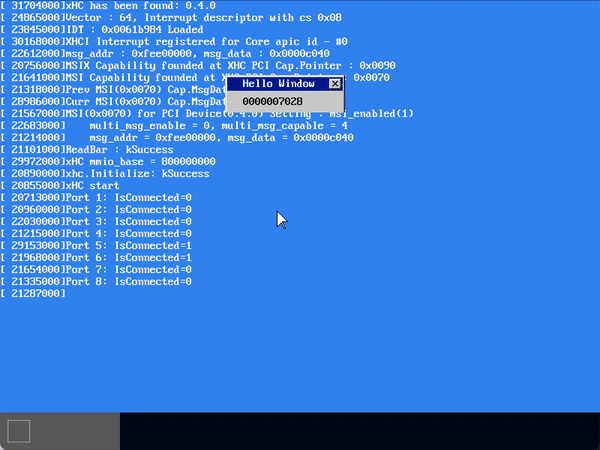 [ 31704000]xHC has been found: 0.4.0
[ 24865000]Vector : 64, Interrupt descriptor with cs 0x08
[ 23845000]IDT : 0x0061b984 Loaded
[ 30168000]XHCI Interrupt registered for Core apic id - #0
[ 22612000]msg_addr : 0xfee00000, msg_data : 0x0000c040
[ 20756000]MSIX Capability founded at XHC PCI Cap.Pointer : 0x0090
[ 21641000]MSI Capability founded at XHC PCI Cap.Pointer : 0x0070
Hello Window
[ 21318000]Prev MSI(0x0070) Cap.MsgDat
[ 28986000]Curr MSI(0x0070) Cap.MsgDat
000000702B
[ 21567000]MSI(0x0070) for PCI Device(0.4.0) Setting : msi_enabled(1)
[ 22683000]    multi_msg_enable = 0, multi_msg_capable = 4
[ 21214000]    msg_addr = 0xfee00000, msg_data = 0x0000c040
[ 21101000]ReadBar : kSuccess
[ 29972000]xHC mmio_base = 800000000
[ 20890000]xhc.Initialize: kSuccess
[ 20855000]xHC start
[ 20713000]Port 1: IsConnected=0
[ 20960000]Port 2: IsConnected=0
[ 22030000]Port 3: IsConnected=0
[ 21215000]Port 4: IsConnected=0
[ 29153000]Port 5: IsConnected=1
[ 21968000]Port 6: IsConnected=1
[ 21654000]Port 7: IsConnected=0
[ 21335000]Port 8: IsConnected=0
[ 21287000]